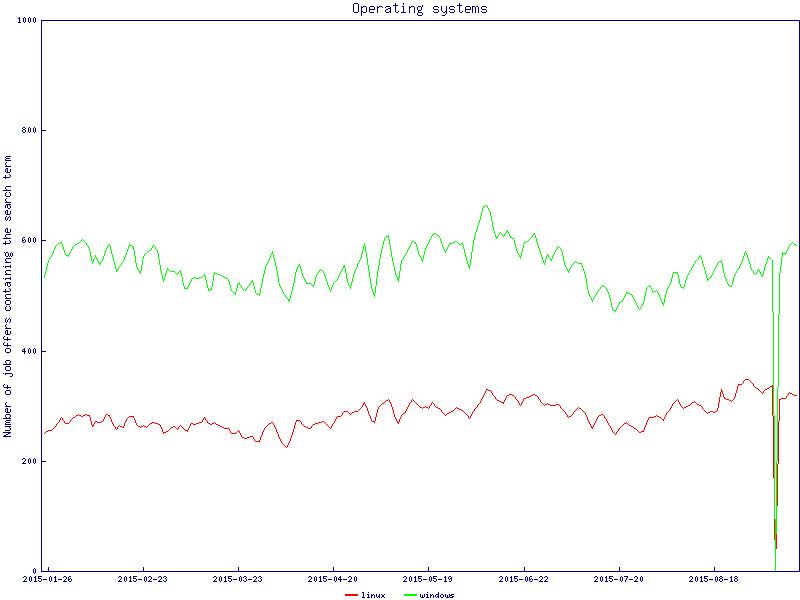 Operating systems
Number of job offers containing the search term
1000
800
600
400
200
0
2015-01-26 2015-02-23 2015-03-23 2015-04-20 2015-05-19 2015-06-22 2015-07-20 2015-08-18
linux windows